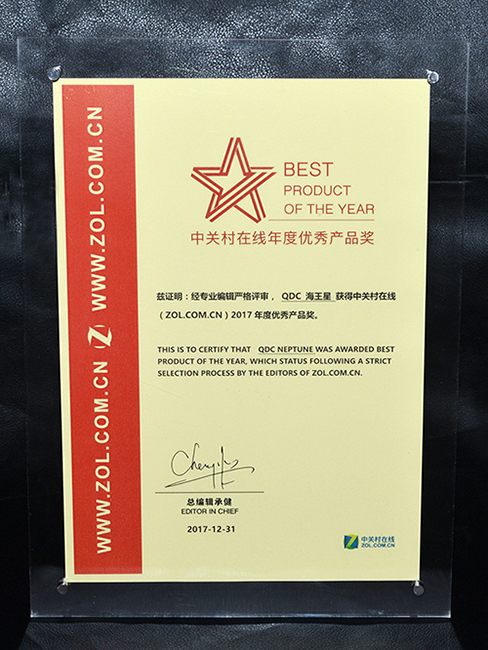 WWW.ZOL.COM.CN WWW.ZOL.COM.CN
BEST
PRODUCT
OF THE YEAR
中关村在线年度优秀产品奖
兹证明：经专业编辑严格评审， QDC 海王星 获得中关村在线
（ZOL.COM.CN）2017 年度优秀产品奖。
THIS IS TO CERTIFY THAT QDC NEPTUNE WAS AWARDED BEST
PRODUCT OF THE YEAR, WHICH STATUS FOLLOWING A STRICT
SELECTION PROCESS BY THE EDITORS OF ZOL.COM.CN.
总编辑承健
EDITOR IN CHIEF
2017-12-31
中关村在线
ZOL.COM.CN